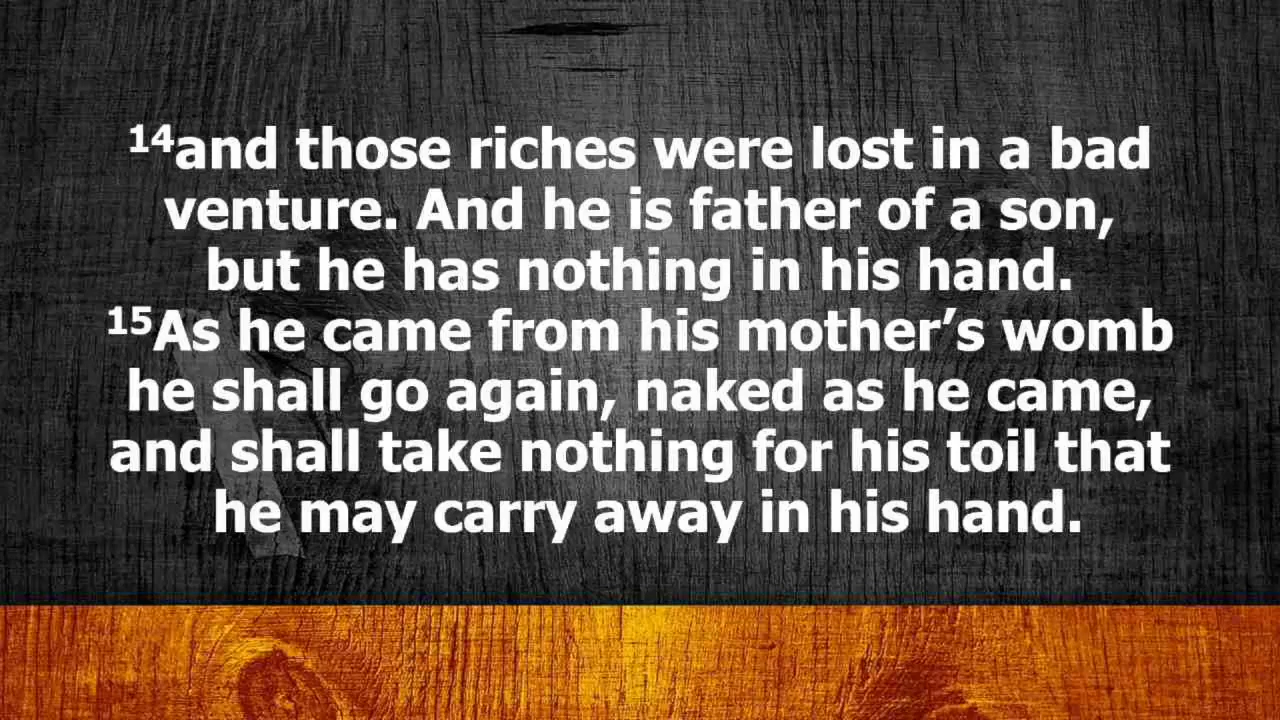 14and those riches were lost in a bad
venture. And he is father of a son,
but he has nothing in his hand.
15As he came from his mother’s womb
he shall go again, naked as he came,
and shall take nothing for his toil that
he may carry away in his hand.